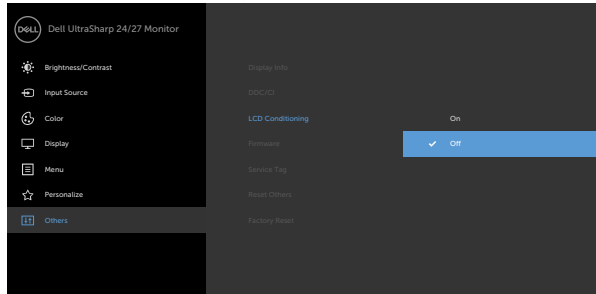 DELL Dell UltraSharp 24/27 Monitor
Brightness/Contrast Display Info
Input Source DDC/CI
Color LCD Conditioning On
Display Firmware Off
Menu Service Tag
Personalize Reset Others
Others Factory Reset